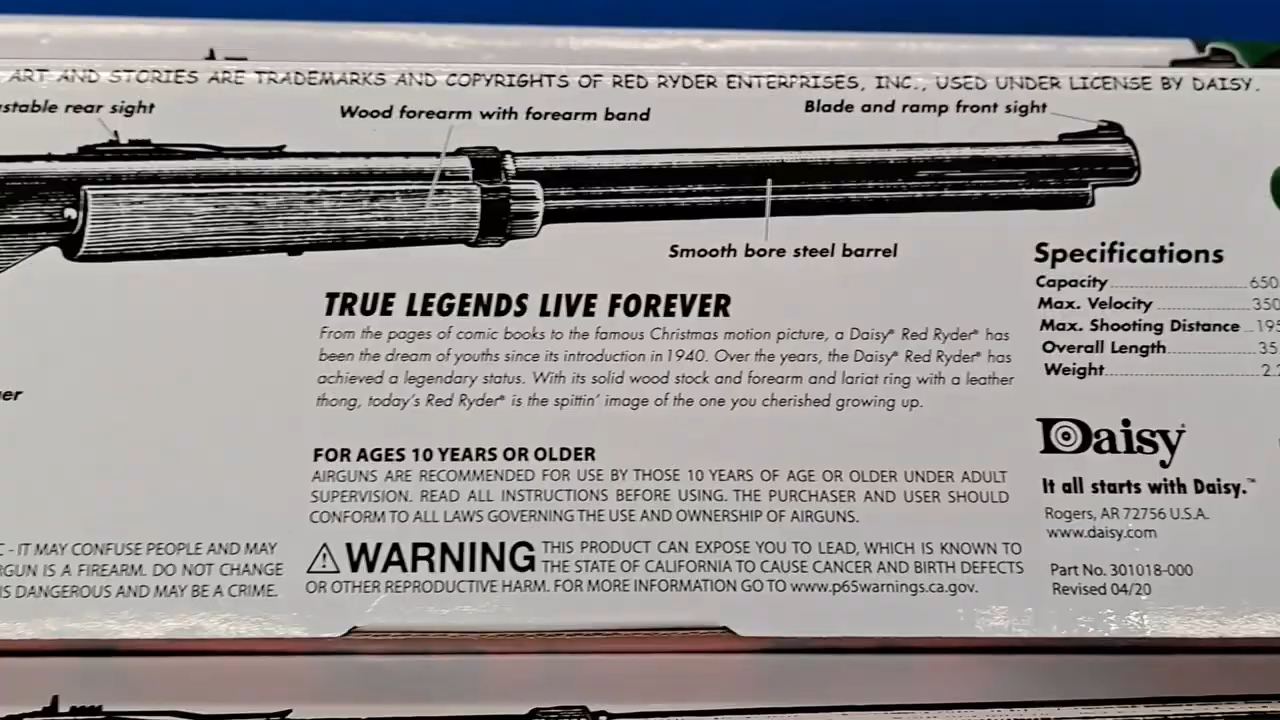 ART AND STORIES ARE TRADEMARKS AND COPYRIGHTS OF RED RYDER ENTERPRISES, INC., USED UNDER LICENSE BY DAISY.
stable rear sight
Wood forearm with forearm band
Blade and ramp front sight
Smooth bore steel barrel
Specifications
Capacity 650
Max. Velocity 350
Max. Shooting Distance 195
Overall Length 35
Weight 2.2
TRUE LEGENDS LIVE FOREVER
From the pages of comic books to the famous Christmas motion picture, a Daisy® Red Ryder® has
been the dream of youths since its introduction in 1940. Over the years, the Daisy® Red Ryder® has
achieved a legendary status. With its solid wood stock and forearm and lariat ring with a leather
thong, today's Red Ryder® is the spittin' image of the one you cherished growing up.
er
FOR AGES 10 YEARS OR OLDER
AIRGUNS ARE RECOMMENDED FOR USE BY THOSE 10 YEARS OF AGE OR OLDER UNDER ADULT
SUPERVISION. READ ALL INSTRUCTIONS BEFORE USING. THE PURCHASER AND USER SHOULD
CONFORM TO ALL LAWS GOVERNING THE USE AND OWNERSHIP OF AIRGUNS.
Daisy®
It all starts with Daisy.™
Rogers, AR 72756 U.S.A.
www.daisy.com
Part No. 301018-000
Revised 04/20
C - IT MAY CONFUSE PEOPLE AND MAY
RGUN IS A FIREARM. DO NOT CHANGE
IS DANGEROUS AND MAY BE A CRIME.
WARNING THIS PRODUCT CAN EXPOSE YOU TO LEAD, WHICH IS KNOWN TO
THE STATE OF CALIFORNIA TO CAUSE CANCER AND BIRTH DEFECTS
OR OTHER REPRODUCTIVE HARM. FOR MORE INFORMATION GO TO www.p65warnings.ca.gov.